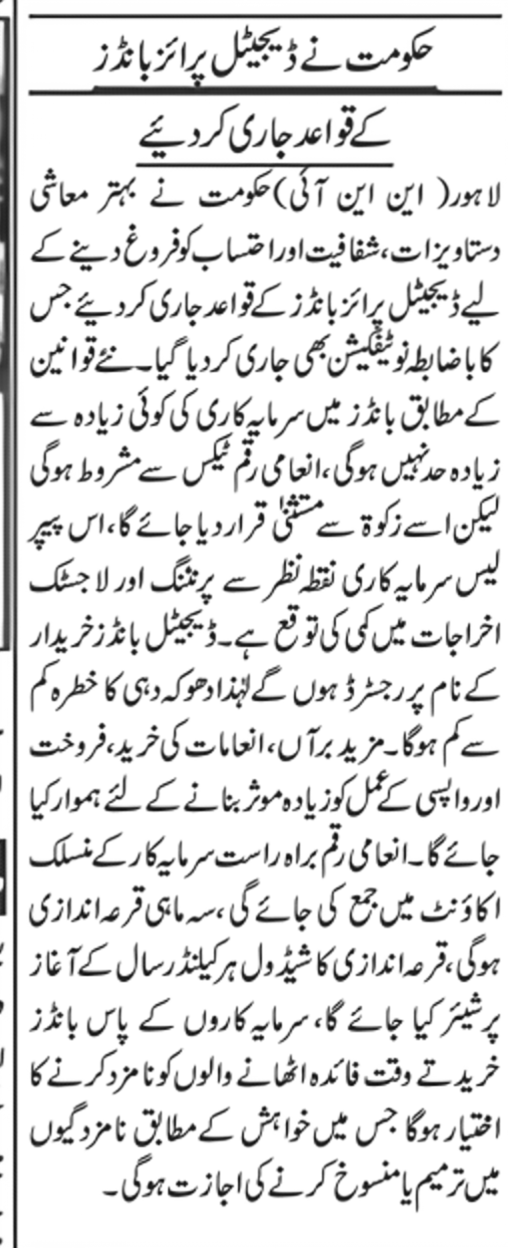 حکومت نے ڈیجیٹل پرائز بانڈز
کے قواعد جاری کردیئے
لاہور( این این آئی)حکومت نے بہتر معاشی
دستاویزات،شفافیت اوراحتساب کوفروغ دینے کے
لیے ڈیجیٹل پرائز بانڈز کے قواعد جاری کردیئے جس
کا باضابطہ نوٹیفکیشن بھی جاری کردیا گیا۔نئے قوانین
کے مطابق بانڈز میں سرمایہ کاری کی کوئی زیادہ سے
زیادہ حد نہیں ہوگی،انعامی رقم ٹیکس سے مشروط ہوگی
لیکن اسے زکوۃ سے مستثنیٰ قرار دیا جائے گا،اس پیپر
لیس سرمایہ کاری نقطہ نظر سے پرنٹنگ اور لاجسٹک
اخراجات میں کمی کی توقع ہے۔ڈیجیٹل بانڈز خریدار
کے نام پر رجسٹرڈ ہوں گے لہٰذا دھوکہ دہی کا خطرہ کم
سے کم ہوگا۔مزید برآں،انعامات کی خرید،فروخت
اور واپسی کے عمل کو زیادہ موثر بنانے کے لئے ہموار کیا
جائے گا۔انعامی رقم براہ راست سرمایہ کار کے منسلک
اکاؤنٹ میں جمع کی جائے گی،سہ ماہی قرعہ اندازی
ہوگی،قرعہ اندازی کا شیڈول ہر کیلنڈر سال کے آغاز
پر شیئر کیا جائے گا،سرمایہ کاروں کے پاس بانڈز
خریدتے وقت فائدہ اٹھانے والوں کو نامزد کرنے کا
اختیار ہوگا جس میں خواہش کے مطابق نامزدگیوں
میں ترمیم یا منسوخ کرنے کی اجازت ہوگی۔